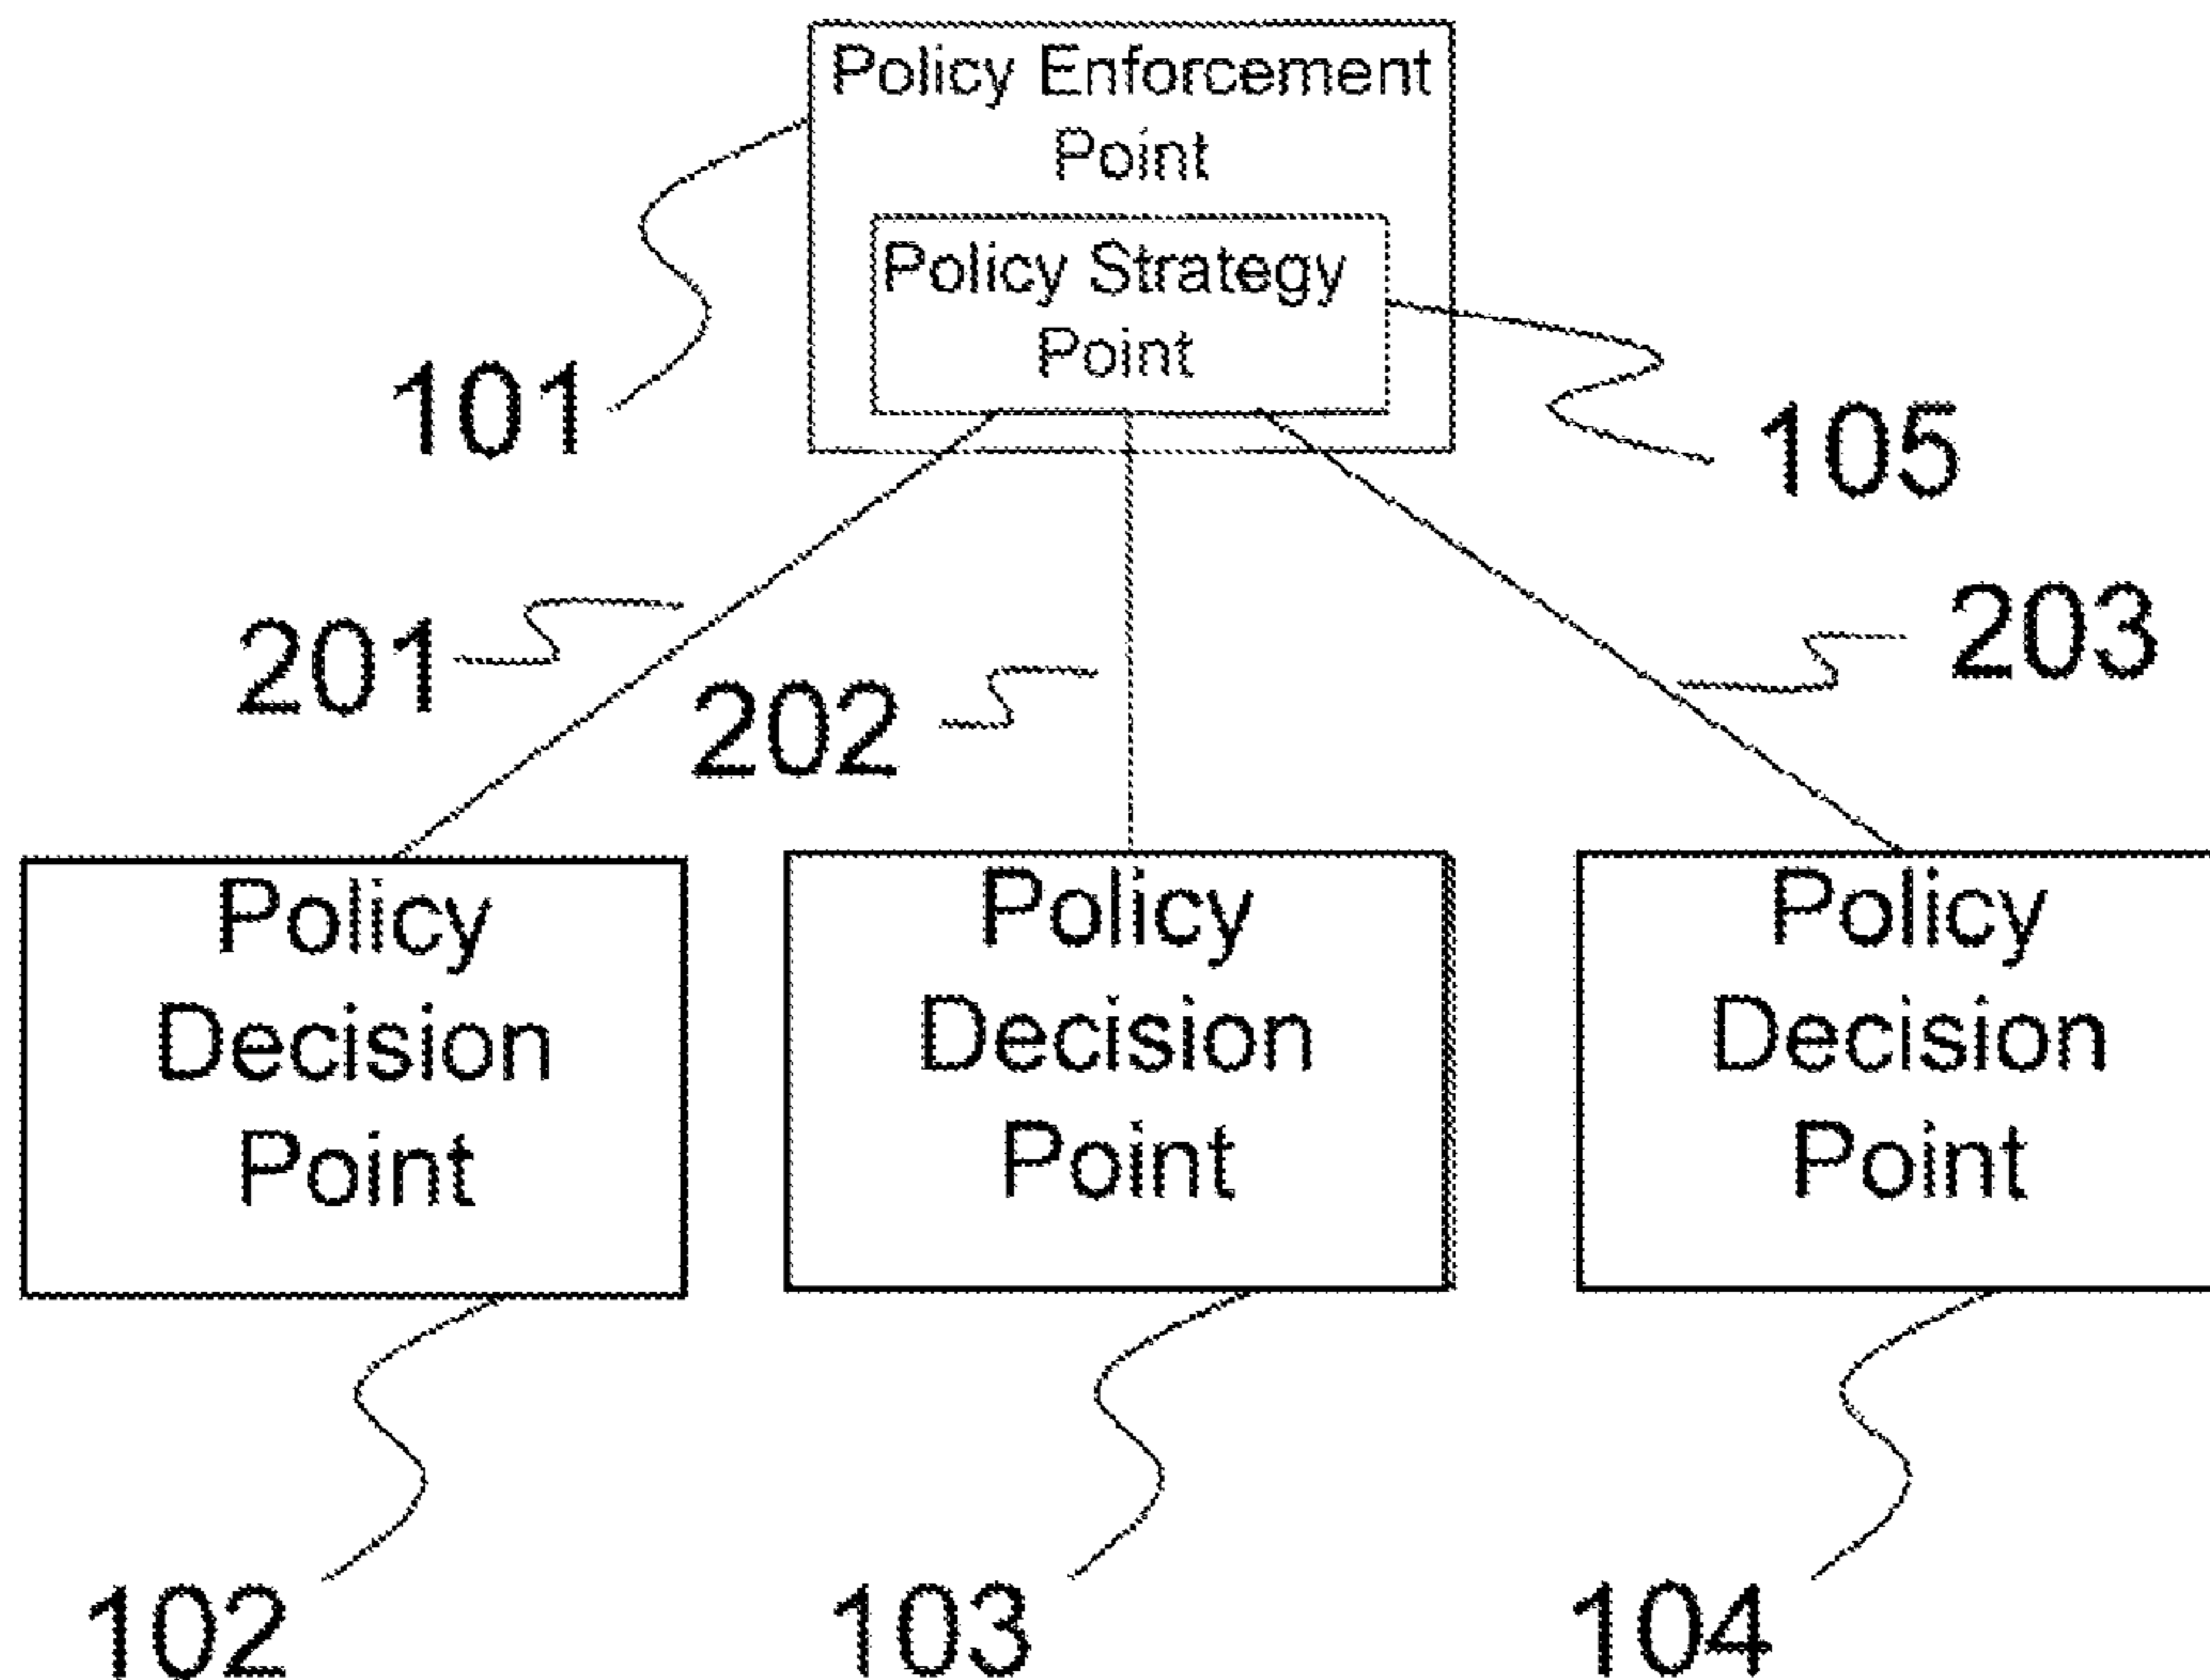 Policy Enforcement
Point
Policy Strategy
Point
101
105
201
202
203
Policy
Decision
Point
Policy
Decision
Point
Policy
Decision
Point
102
103
104